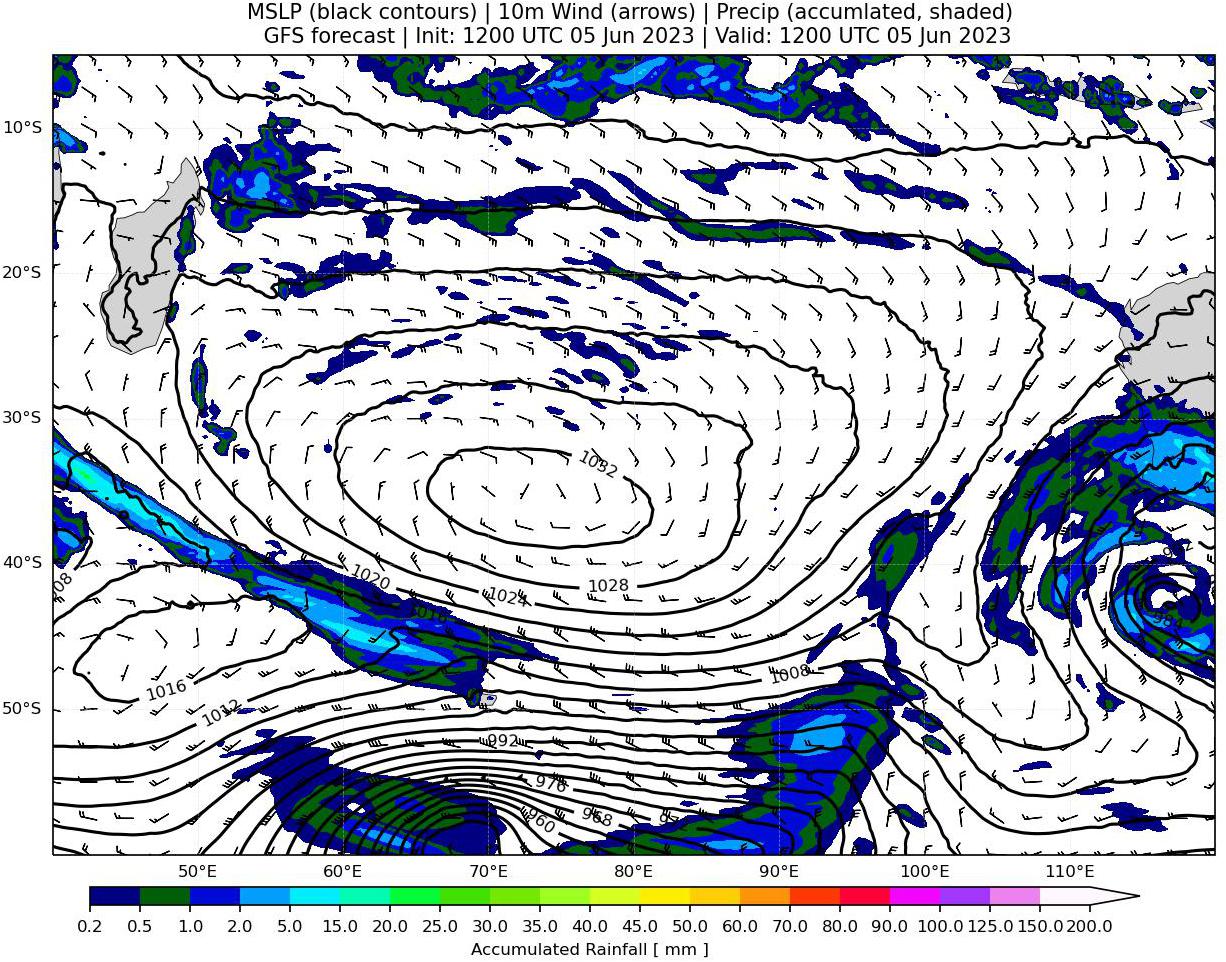 MSLP (black contours) | 10m Wind (arrows) | Precip (accumlated, shaded)
GFS forecast | Init: 1200 UTC 05 Jun 2023 | Valid: 1200 UTC 05 Jun 2023
10°S
20°S
30°S
1032
40°S
08
1020
1024
1028
1016
984
1016
1012
1008
50°S
992
976
968
960
50°E 60°E 70°E 80°E 90°E 100°E 110°E
0.2 0.5 1.0 2.0 5.0 15.0 20.0 25.0 30.0 35.0 40.0 45.0 50.0 60.0 70.0 80.0 90.0 100.0 125.0 150.0 200.0
Accumulated Rainfall [ mm ]